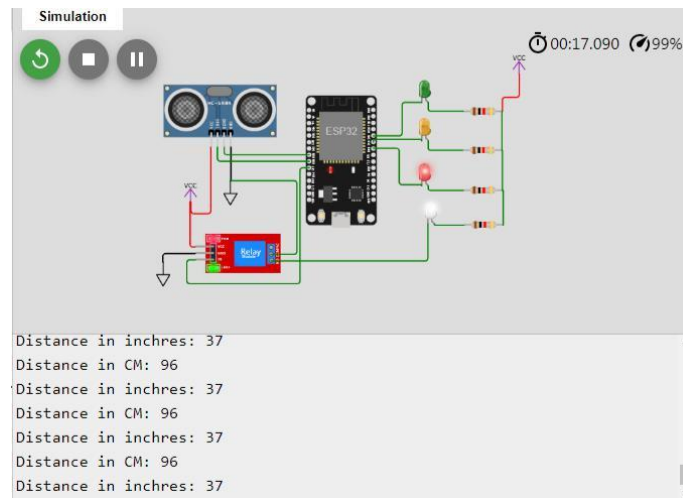 Simulation
00:17.090 99%
VCC
HC-SR04
ESP32
VCC
Relay
Distance in inchres: 37
Distance in CM: 96
Distance in inchres: 37
Distance in CM: 96
Distance in inchres: 37
Distance in CM: 96
Distance in inchres: 37